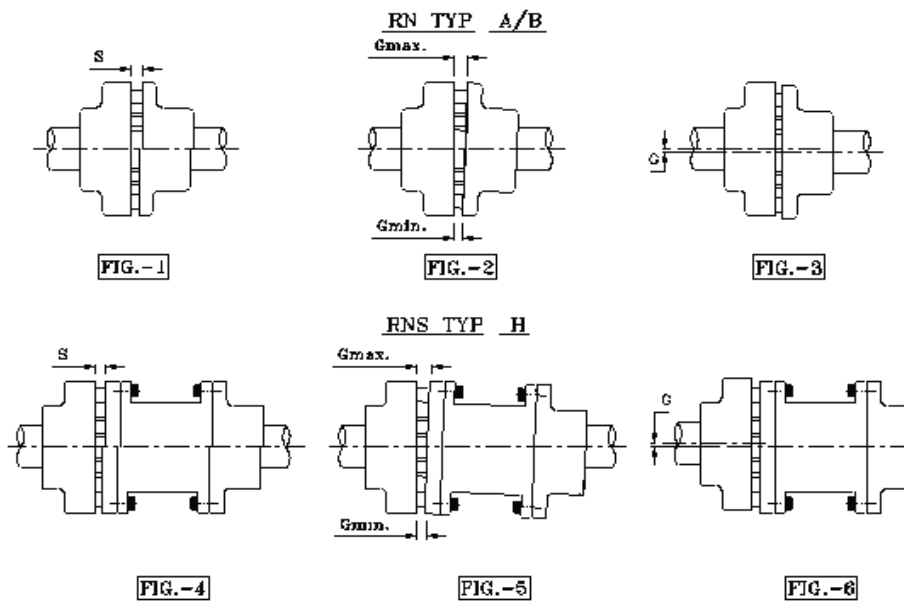 RN TYP A/B
S
Gmax.
G
Gmin.
FIG.-1
FIG.-2
FIG.-3
RNS TYP H
S
Gmax.
G
Gmin.
FIG.-4
FIG.-5
FIG.-6